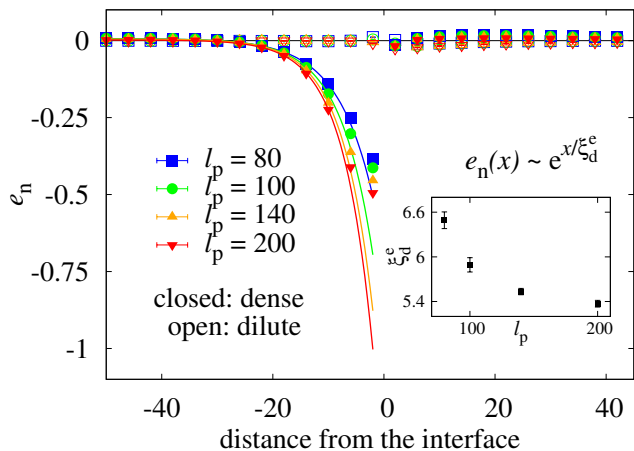 0
-0.25
-0.5
-0.75
-1
e_n
l_p = 80
l_p = 100
l_p = 140
l_p = 200
closed: dense
open: dilute
e_n(x) ~ e^{x/ξ_d^e}
6.6
6
5.4
ξ_d^e
100 l_p 200
-40 -20 0 20 40
distance from the interface